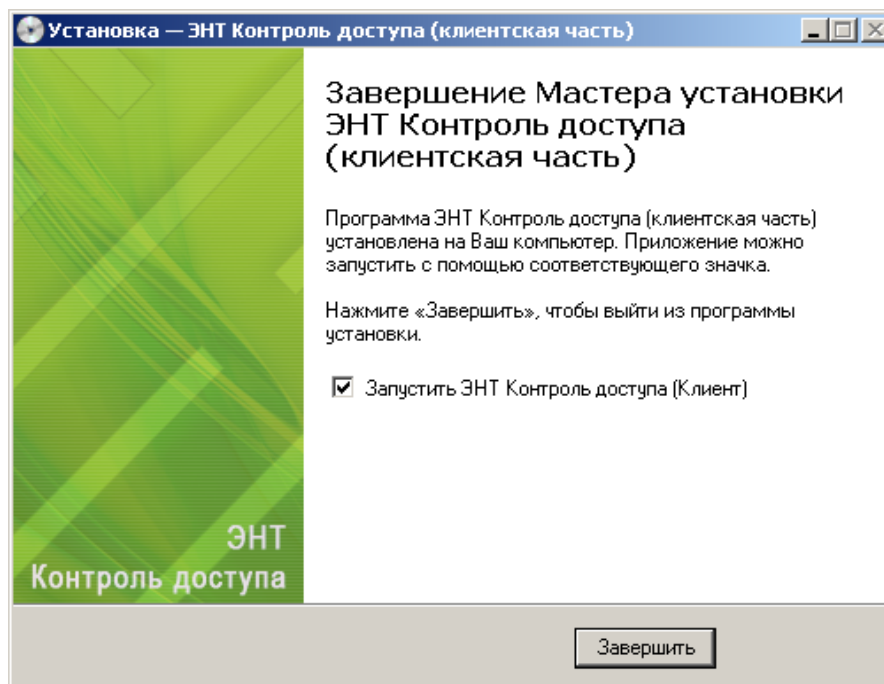 Установка — ЭНТ Контроль доступа (клиентская часть)
Завершение Мастера установки
ЭНТ Контроль доступа
(клиентская часть)
Программа ЭНТ Контроль доступа (клиентская часть)
установлена на Ваш компьютер. Приложение можно
запустить с помощью соответствующего значка.
Нажмите «Завершить», чтобы выйти из программы
установки.
Запустить ЭНТ Контроль доступа (Клиент)
ЭНТ
Контроль доступа
Завершить